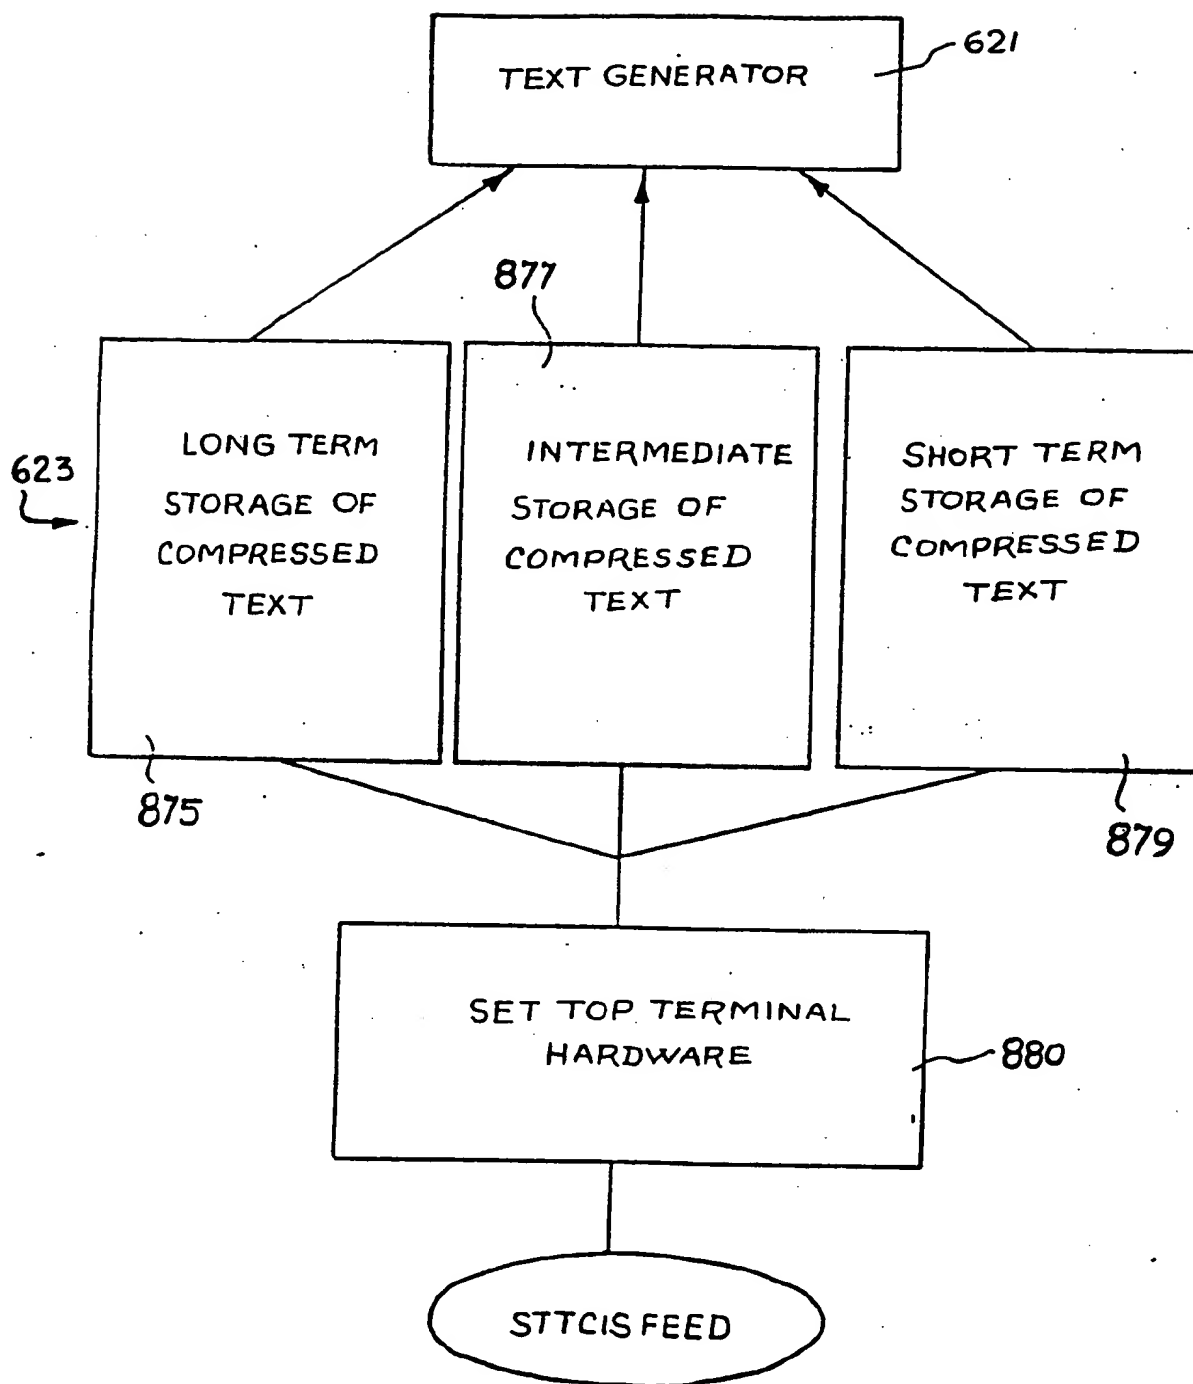 TEXT GENERATOR
621
877
623
LONG TERM
STORAGE OF
COMPRESSED
TEXT
INTERMEDIATE
STORAGE OF
COMPRESSED
TEXT
SHORT TERM
STORAGE OF
COMPRESSED
TEXT
875
879
SET TOP TERMINAL
HARDWARE
880
STTCIS FEED